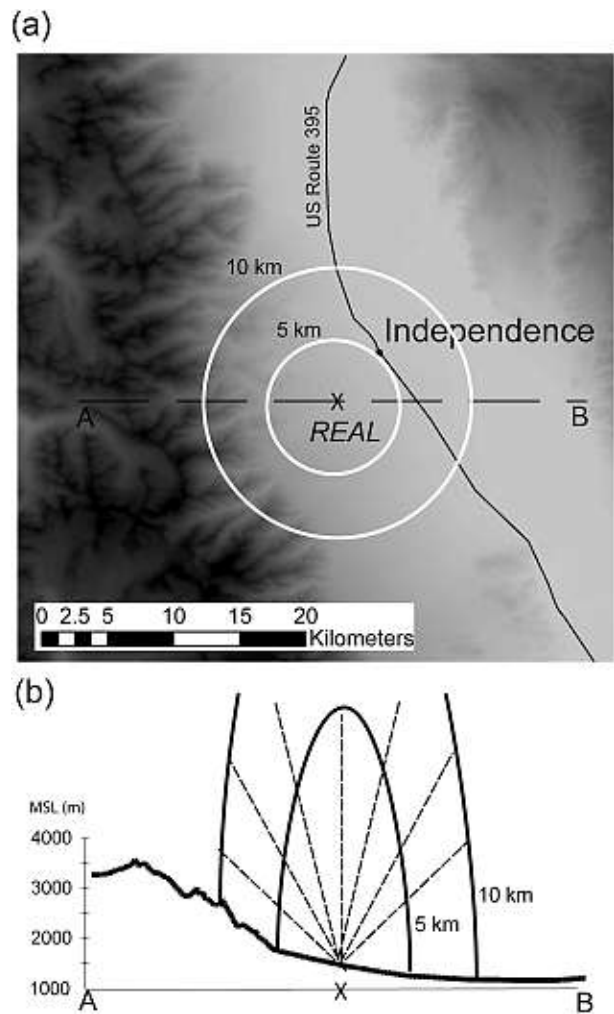 (a)
US Route 395
10 km
5 km
Independence
A
X
B
REAL
0 2.5 5 10 15 20
Kilometers
(b)
MSL (m)
4000
3000
2000
1000
5 km
10 km
A
X
B